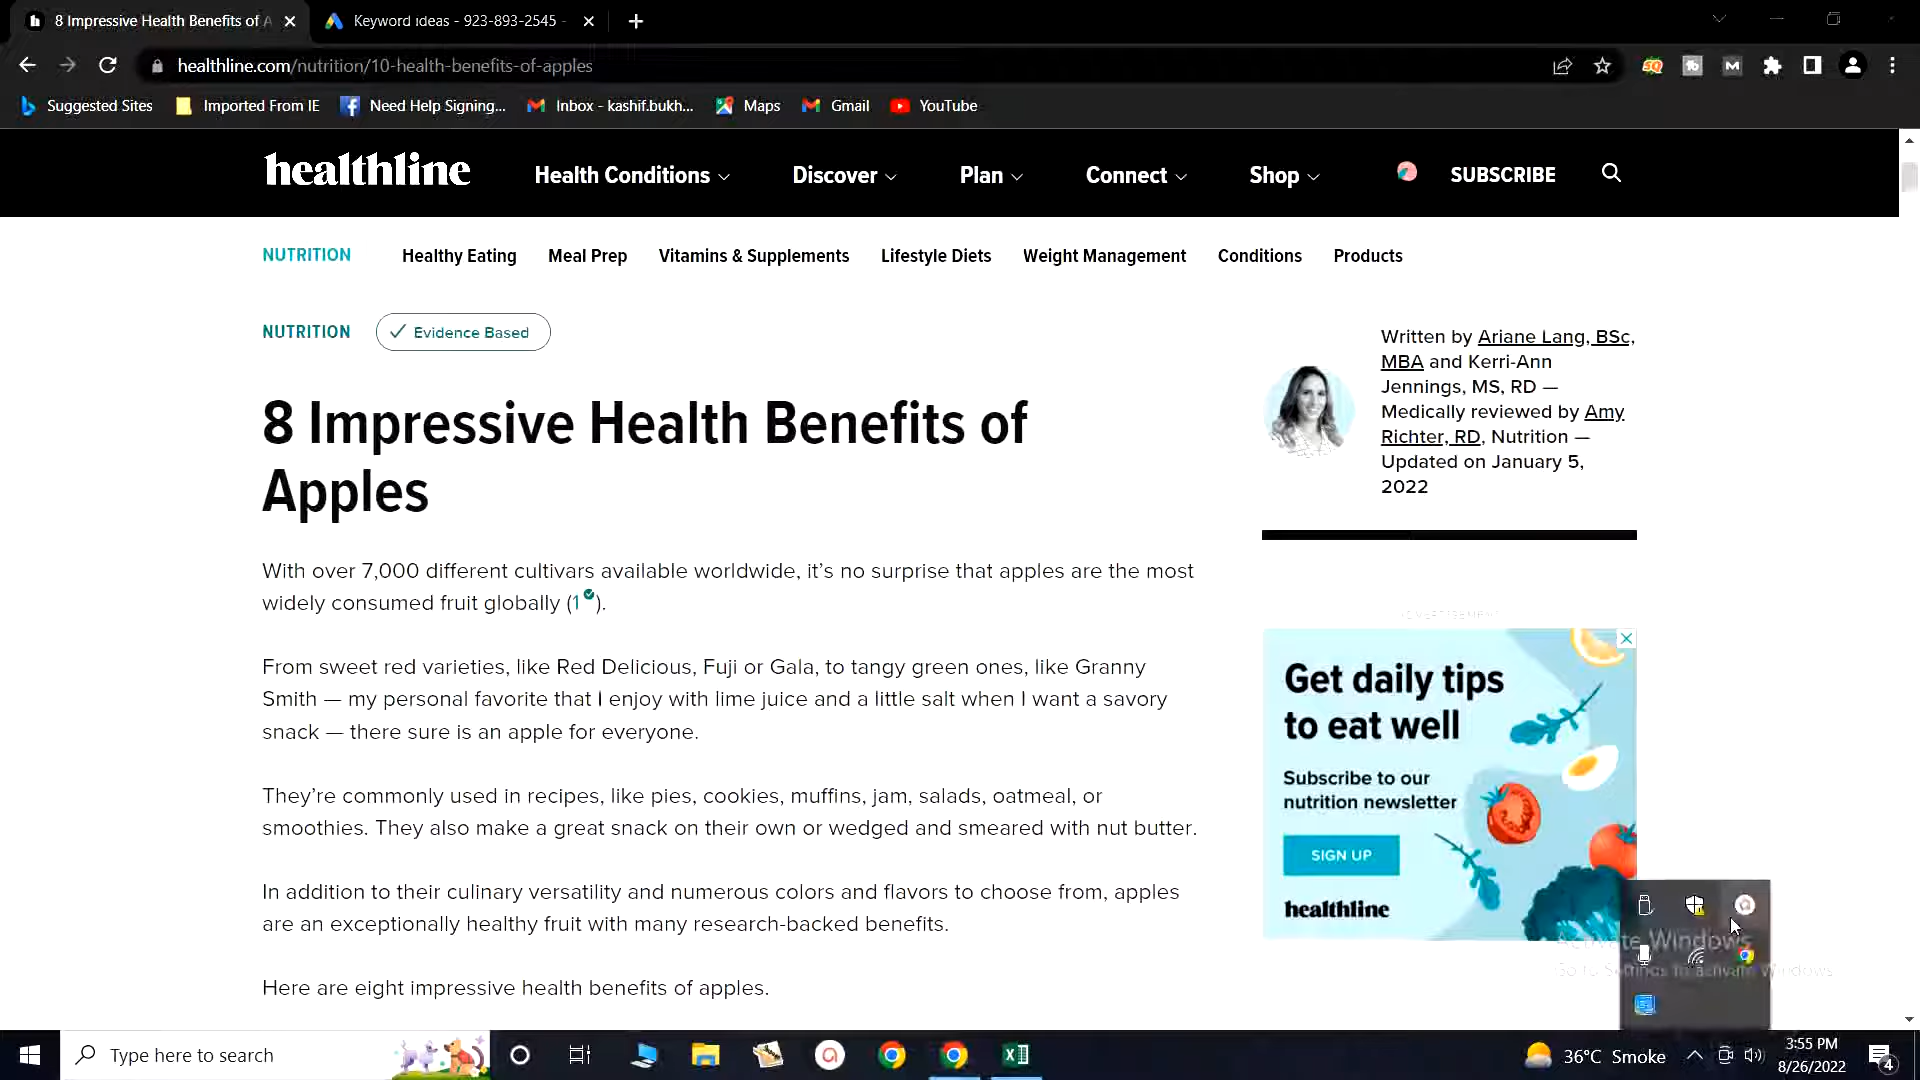 8 Impressive Health Benefits of A
Keyword Ideas - 923-893-2545 -
healthline.com/nutrition/10-health-benefits-of-apples
Suggested Sites
Imported From IE
Need Help Signing...
Inbox - kashif.bukh...
Maps
Gmail
YouTube
healthline
Health Conditions
Discover
Plan
Connect
Shop
SUBSCRIBE
NUTRITION
Healthy Eating
Meal Prep
Vitamins & Supplements
Lifestyle Diets
Weight Management
Conditions
Products
NUTRITION
Evidence Based
8 Impressive Health Benefits of
Apples
Written by Ariane Lang, BSc,
MBA and Kerri-Ann
Jennings, MS, RD —
Medically reviewed by Amy
Richter, RD, Nutrition —
Updated on January 5,
2022
With over 7,000 different cultivars available worldwide, it's no surprise that apples are the most
widely consumed fruit globally (1).
From sweet red varieties, like Red Delicious, Fuji or Gala, to tangy green ones, like Granny
Smith — my personal favorite that I enjoy with lime juice and a little salt when I want a savory
snack — there sure is an apple for everyone.
They're commonly used in recipes, like pies, cookies, muffins, jam, salads, oatmeal, or
smoothies. They also make a great snack on their own or wedged and smeared with nut butter.
In addition to their culinary versatility and numerous colors and flavors to choose from, apples
are an exceptionally healthy fruit with many research-backed benefits.
Here are eight impressive health benefits of apples.
ADVERTISEMENT
Get daily tips
to eat well
Subscribe to our
nutrition newsletter
SIGN UP
healthline
Activate Windows
Go to Settings to activate Windows
Type here to search
36°C Smoke
3:55 PM
8/26/2022
4